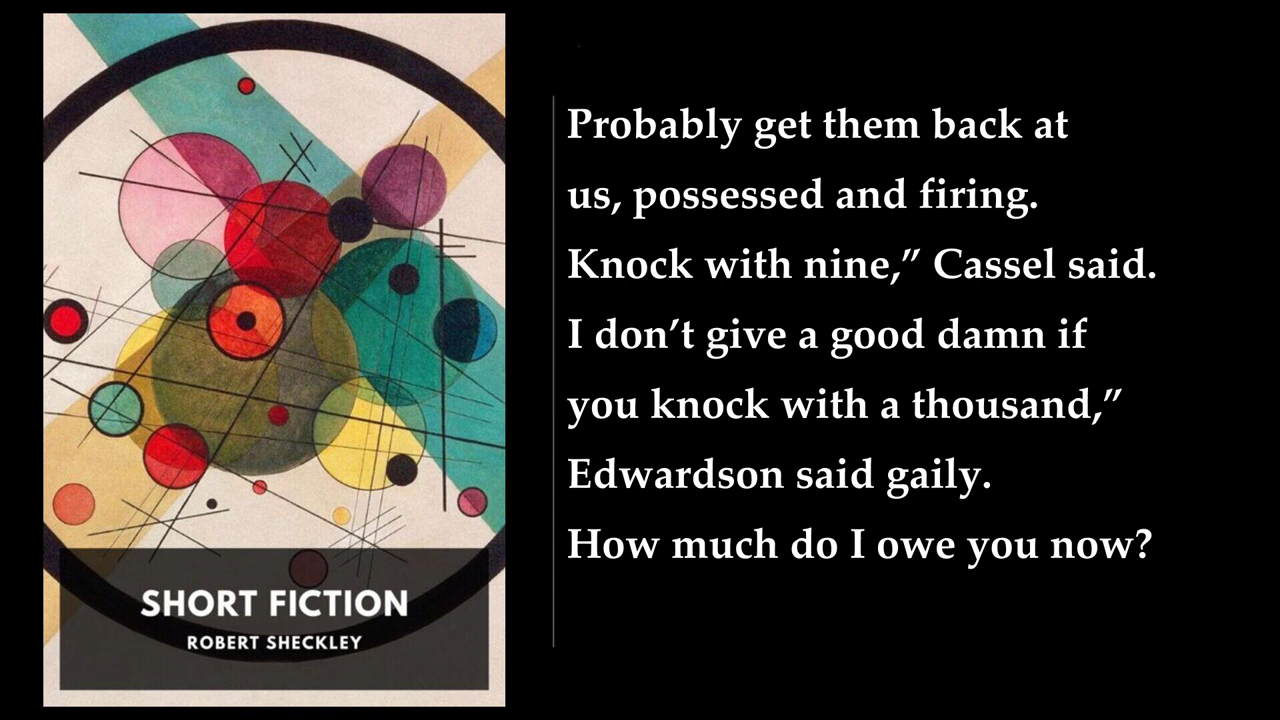 SHORT FICTION
ROBERT SHECKLEY
Probably get them back at
us, possessed and firing.
Knock with nine,” Cassel said.
I don’t give a good damn if
you knock with a thousand,”
Edwardson said gaily.
How much do I owe you now?